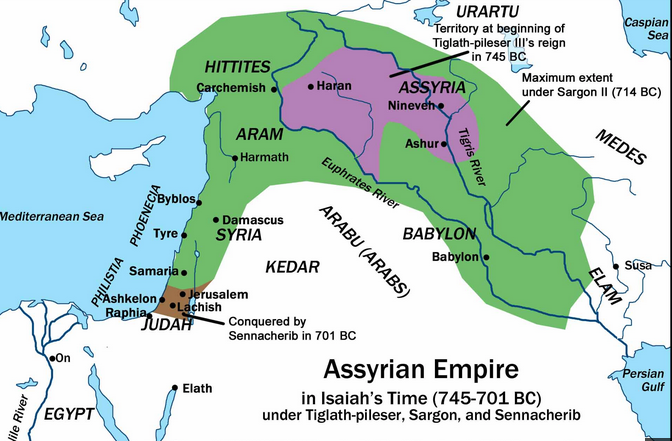 URARTU
Caspian
Sea
Territory at beginning of
Tiglath-pileser III's reign
in 745 BC
HITTITES
Carchemish
Haran
ASSYRIA
Nineveh
Maximum extent
under Sargon II (714 BC)
ARAM
Harmath
Ashur
Tigris River
MEDES
Euphrates River
Byblos
PHOENECIA
Mediterranean Sea
Damascus
SYRIA
Tyre
ARABU (ARABS)
BABYLON
Babylon
KEDAR
Samaria
PHILISTIA
Susa
ELAM
Ashkelon
Jerusalem
Lachish
Raphia
JUDAH
Conquered by
Sennacherib in 701 BC
On
Elath
EGYPT
ille River
Persian
Gulf
Assyrian Empire
in Isaiah's Time (745-701 BC)
under Tiglath-pileser, Sargon, and Sennacherib